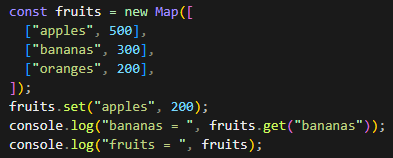 const fruits = new Map([
  ["apples", 500],
  ["bananas", 300],
  ["oranges", 200],
]);
fruits.set("apples", 200);
console.log("bananas = ", fruits.get("bananas"));
console.log("fruits = ", fruits);